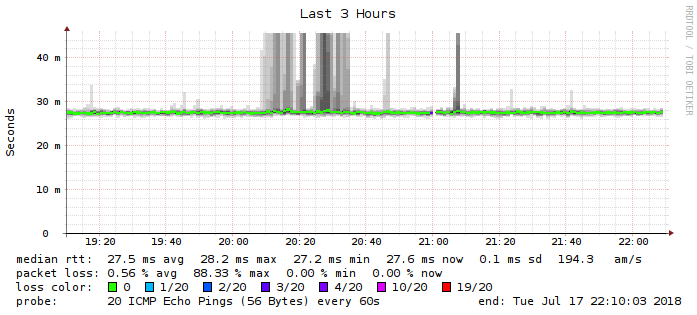 Last 3 Hours
RRDTOOL / TOBI OETIKER
Seconds
40 m
30 m
20 m
10 m
0
19:20 19:40 20:00 20:20 20:40 21:00 21:20 21:40 22:00
median rtt: 27.5 ms avg 28.2 ms max 27.2 ms min 27.6 ms now 0.1 ms sd 194.3 am/s
packet loss: 0.56 % avg 88.33 % max 0.00 % min 0.00 % now
loss color: 0 1/20 2/20 3/20 4/20 10/20 19/20
probe: 20 ICMP Echo Pings (56 Bytes) every 60s end: Tue Jul 17 22:10:03 2018